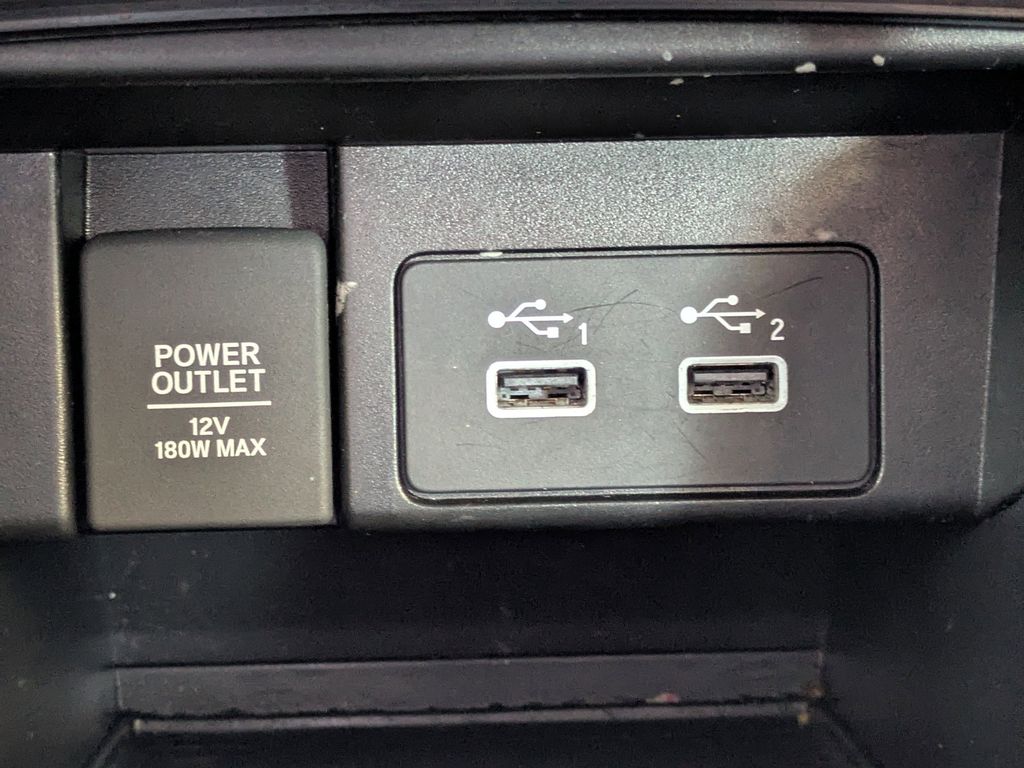 POWER
OUTLET
12V
180W MAX
1
2